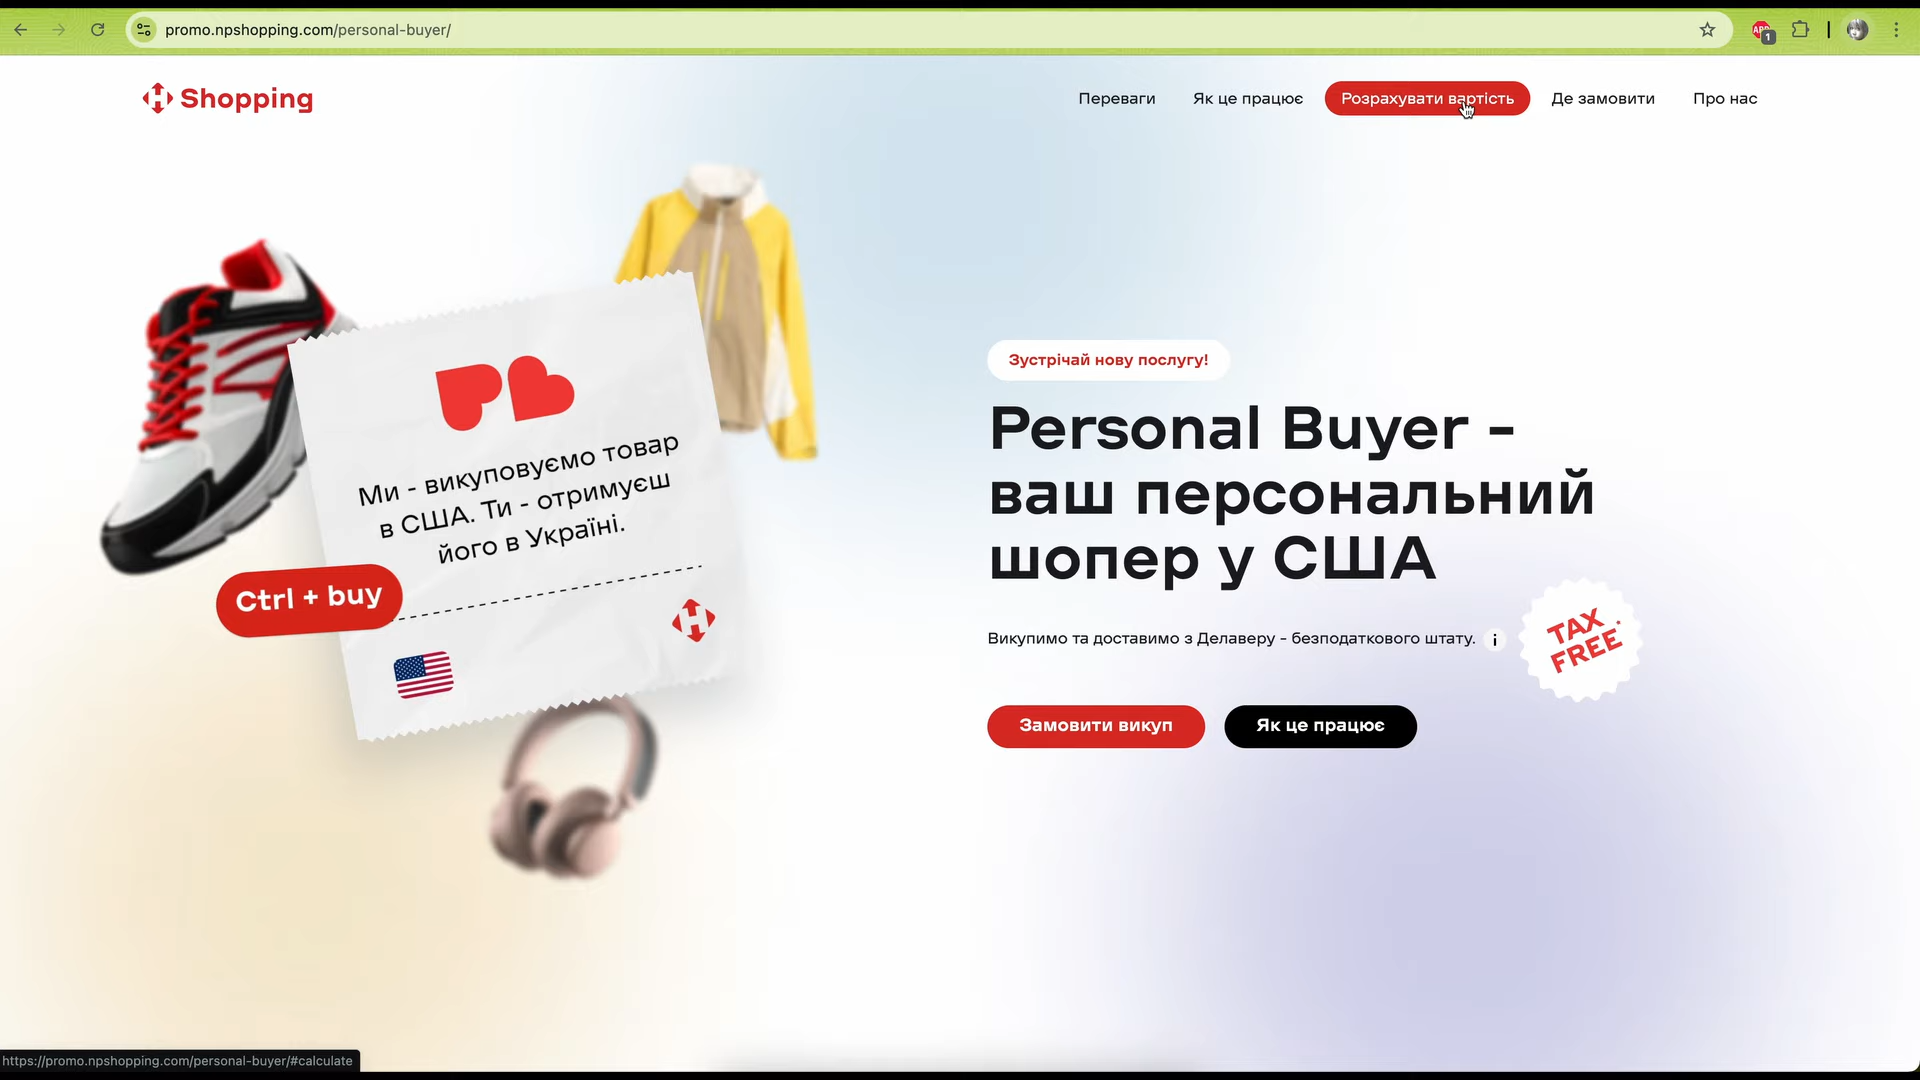 promo.npshopping.com/personal-buyer/
1
Shopping
Переваги
Як це працює
Розрахувати вартість
Де замовити
Про нас
Ми - викуповуємо товар
в США. Ти - отримуєш
його в Україні.
Ctrl + buy
Зустрічай нову послугу!
Personal Buyer -
ваш персональний
шопер у США
Викупимо та доставимо з Делаверу - безподаткового штату.
i
TAX
FREE
Замовити викуп
Як це працює
https://promo.npshopping.com/personal-buyer/#calculate